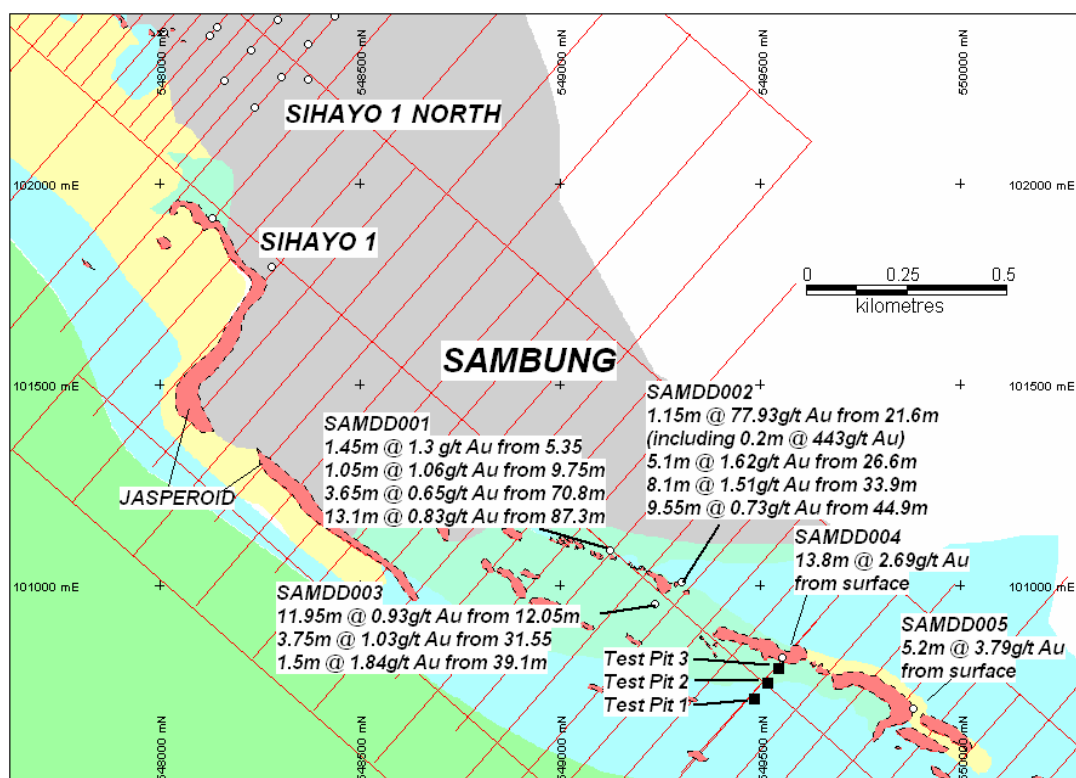 548000 mN
548500 mN
549000 mN
549500 mN
550000 mN
SIHAYO 1 NORTH
102000 mE
102000 mE
SIHAYO 1
0 0.25 0.5
kilometres
SAMBUNG
101500 mE
101500 mE
SAMDD002
1.15m @ 77.93g/t Au from 21.6m
(including 0.2m @ 443g/t Au)
5.1m @ 1.62g/t Au from 26.6m
8.1m @ 1.51g/t Au from 33.9m
9.55m @ 0.73g/t Au from 44.9m
SAMDD001
1.45m @ 1.3 g/t Au from 5.35
1.05m @ 1.06g/t Au from 9.75m
3.65m @ 0.65g/t Au from 70.8m
13.1m @ 0.83g/t Au from 87.3m
JASPEROID
SAMDD004
13.8m @ 2.69g/t Au
from surface
101000 mE
101000 mE
SAMDD003
11.95m @ 0.93g/t Au from 12.05m
3.75m @ 1.03g/t Au from 31.55
1.5m @ 1.84g/t Au from 39.1m
SAMDD005
5.2m @ 3.79g/t Au
from surface
Test Pit 3
Test Pit 2
Test Pit 1
548000 mN
548500 mN
549000 mN
549500 mN
550000 mN